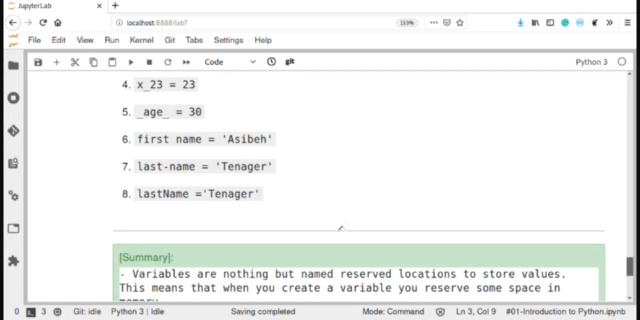 JupyterLab
localhost:8888/lab?
133%
File Edit View Run Kernel Git Tabs Settings Help
Code
git
Python 3
4. x_23 = 23
5. _age_ = 30
6. first name = 'Asibeh'
7. last-name = 'Tenager'
8. lastName ='Tenager'
[Summary]:
- Variables are nothing but named reserved locations to store values.
This means that when you create a variable you reserve some space in
memory
0 3 Git: idle Python 3 | Idle Saving completed Mode: Command Ln 3, Col 9 #01-Introduction to Python.ipynb